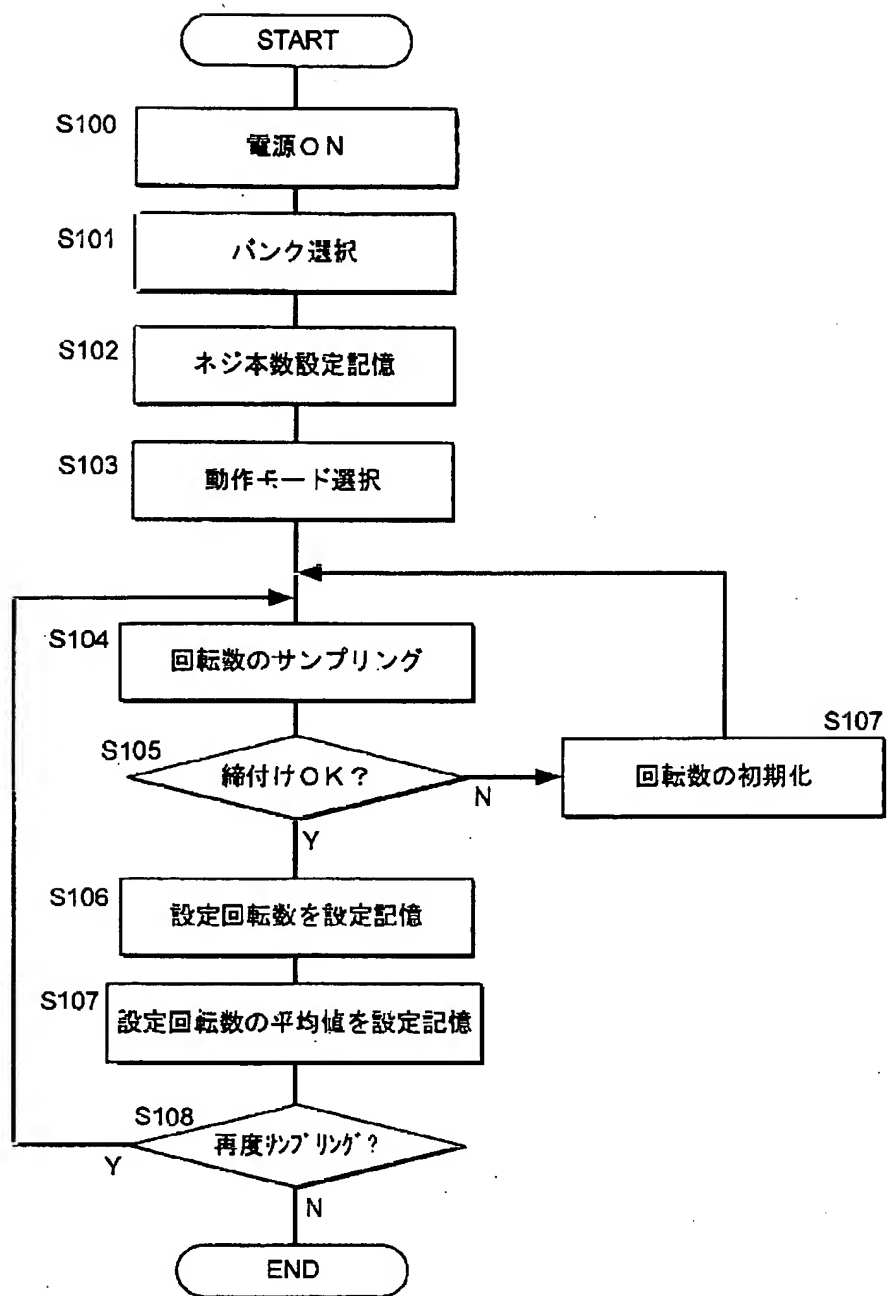 START
S100
電源ON
S101
バンク選択
S102
ネジ本数設定記憶
S103
動作モード選択
S104
回転数のサンプリング
S105
締付けOK?
N
S107
回転数の初期化
Y
S106
設定回転数を設定記憶
S107
設定回転数の平均値を設定記憶
S108
再度ｻﾝﾌﾟﾘﾝｸﾞ?
Y
N
END